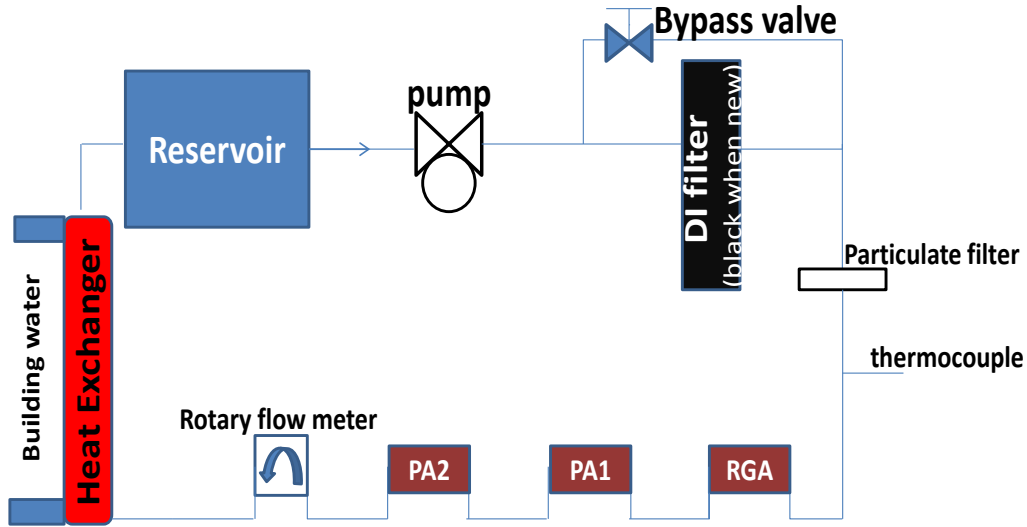 Bypass valve
pump
Reservoir
DI filter
(black when new)
Particulate filter
Heat Exchanger
Building water
thermocouple
Rotary flow meter
PA2
PA1
RGA